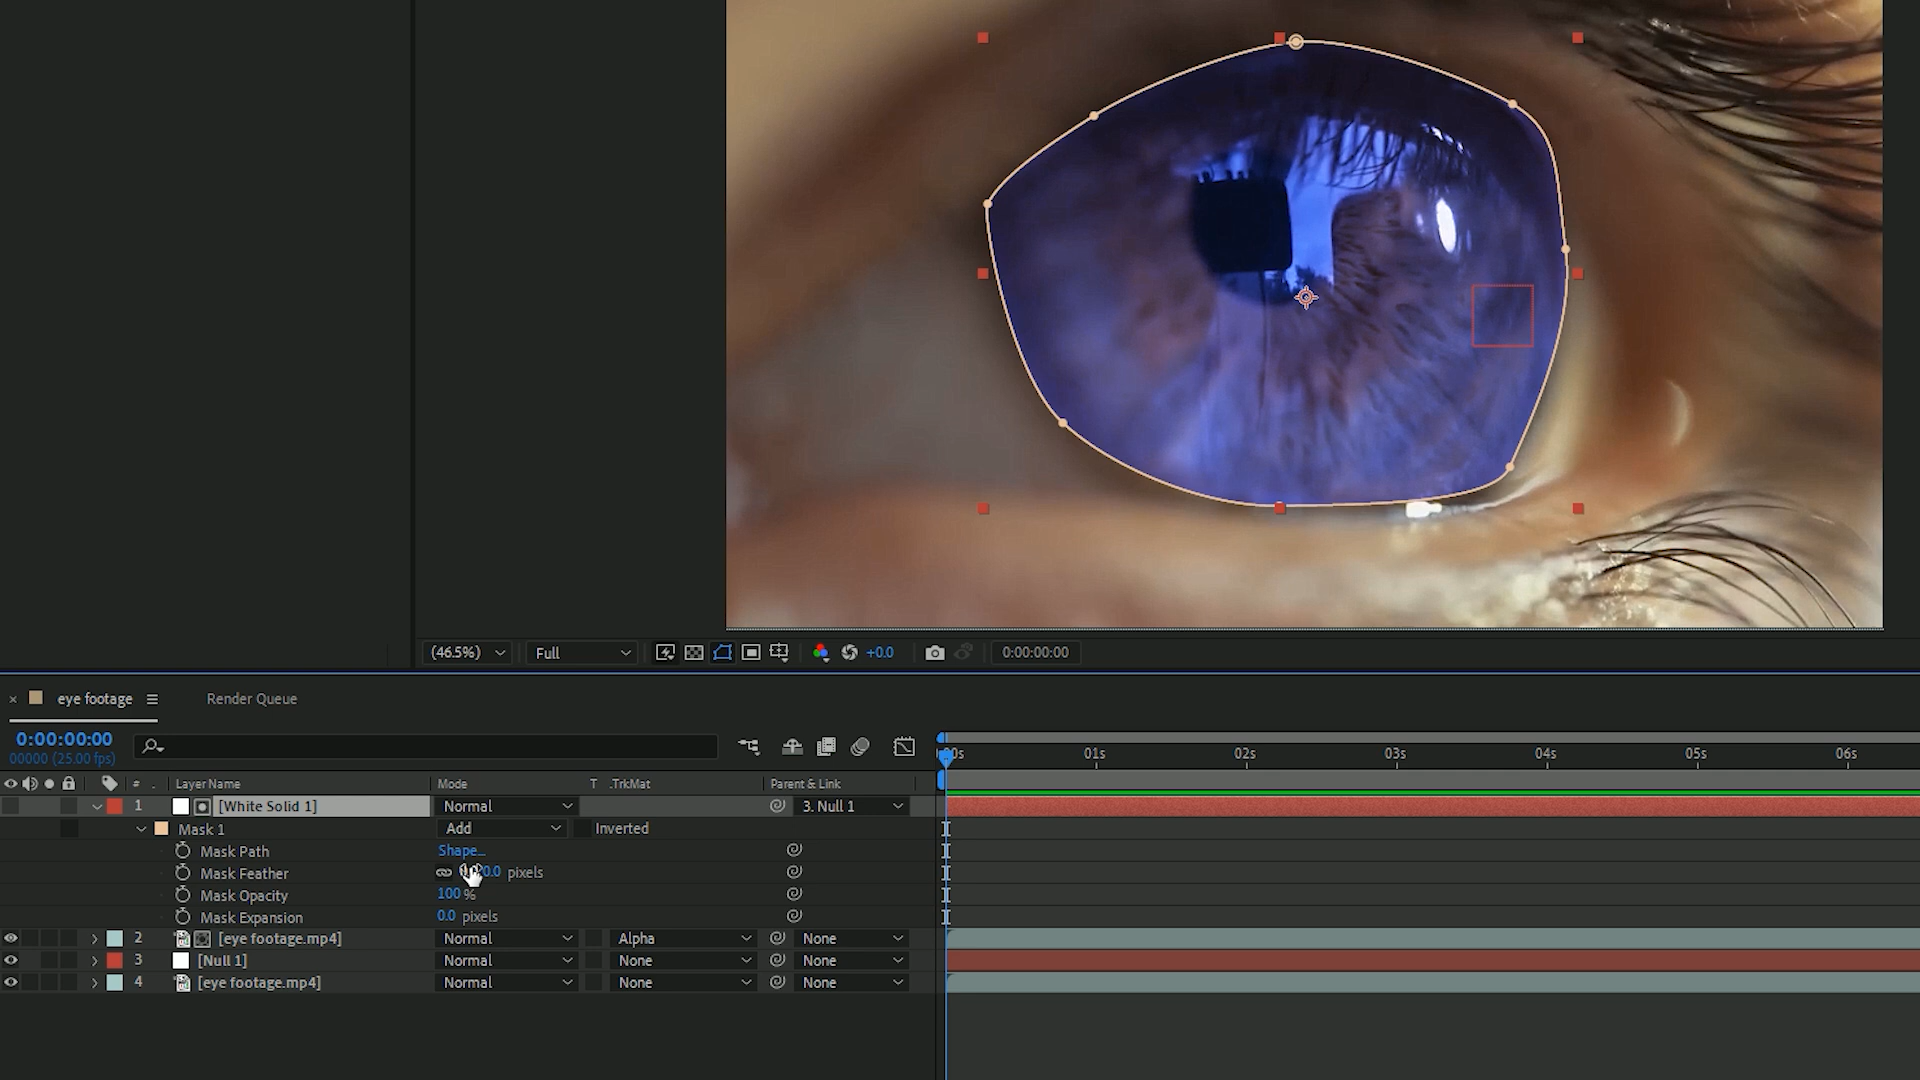 (46.5%) Full +0.0 0:00:00:00
× eye footage Render Queue
0:00:00:00
00000 (25.00 fps)
00s 01s 02s 03s 04s 05s 06s
# . Layer Name Mode T .TrkMat Parent & Link
1 [White Solid 1] Normal 3. Null 1
Mask 1 Add Inverted
Mask Path Shape...
Mask Feather 0.0 pixels
Mask Opacity 100 %
Mask Expansion 0.0 pixels
2 [eye footage.mp4] Normal Alpha None
3 [Null 1] Normal None None
4 [eye footage.mp4] Normal None None